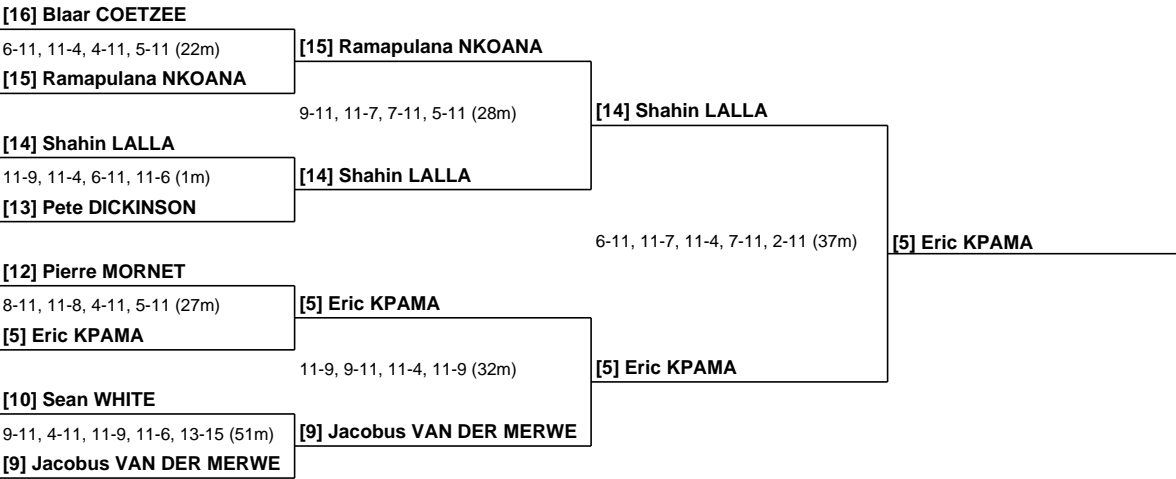 [16] Blaar COETZEE
6-11, 11-4, 4-11, 5-11 (22m)
[15] Ramapulana NKOANA
[15] Ramapulana NKOANA
9-11, 11-7, 7-11, 5-11 (28m)
[14] Shahin LALLA
[14] Shahin LALLA
11-9, 11-4, 6-11, 11-6 (1m)
[13] Pete DICKINSON
[14] Shahin LALLA
6-11, 11-7, 11-4, 7-11, 2-11 (37m)
[5] Eric KPAMA
[12] Pierre MORNET
8-11, 11-8, 4-11, 5-11 (27m)
[5] Eric KPAMA
[5] Eric KPAMA
11-9, 9-11, 11-4, 11-9 (32m)
[5] Eric KPAMA
[10] Sean WHITE
9-11, 4-11, 11-9, 11-6, 13-15 (51m)
[9] Jacobus VAN DER MERWE
[9] Jacobus VAN DER MERWE